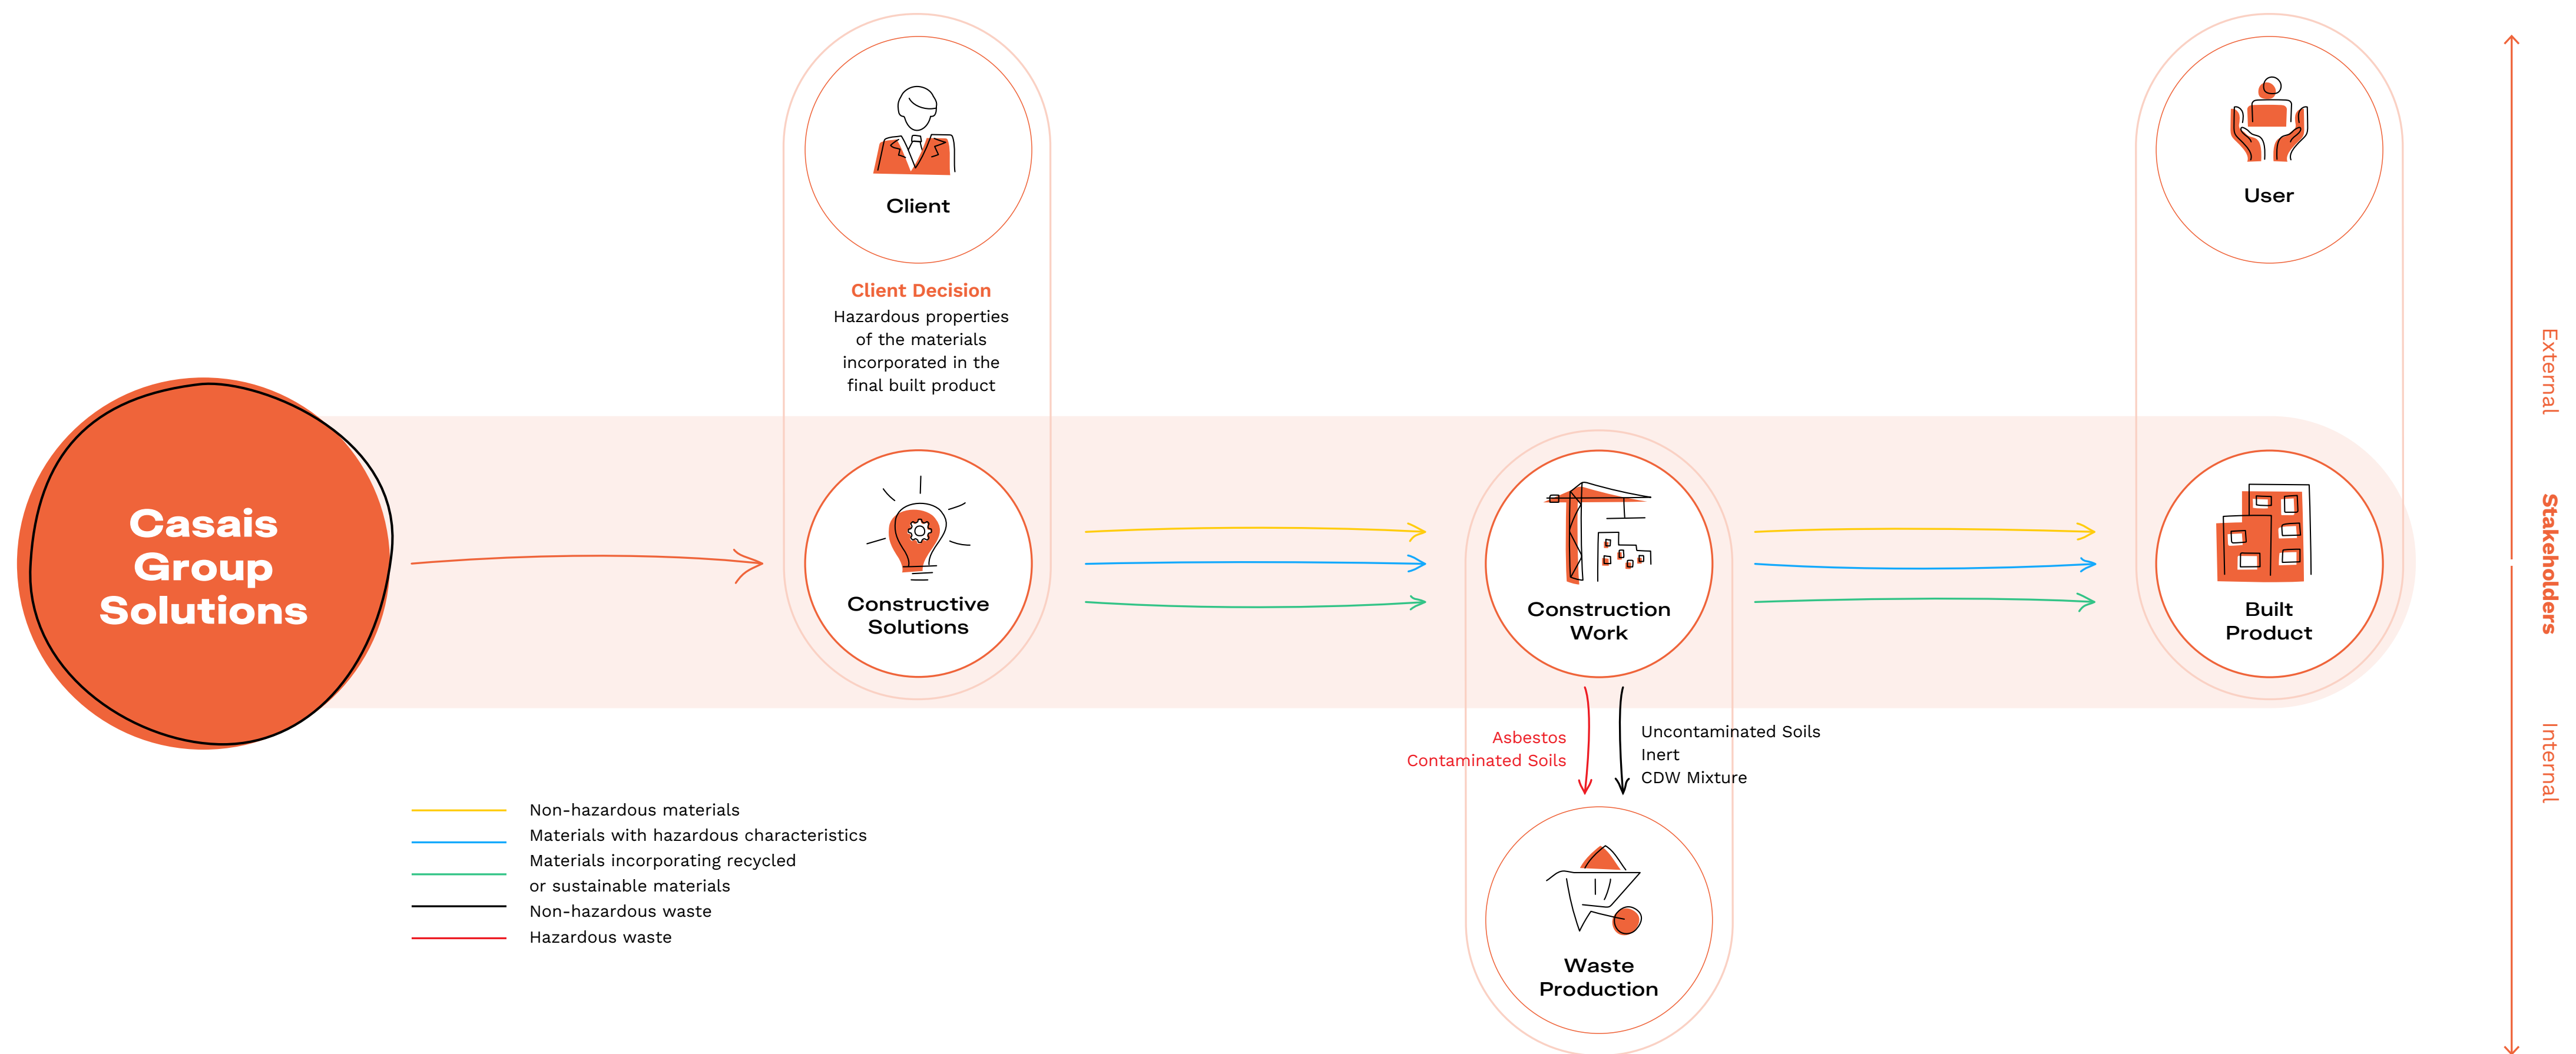 Client
User
Client Decision
Hazardous properties
of the materials
incorporated in the
final built product
External
Casais
Group
Solutions
Constructive
Solutions
Construction
Work
Built
Product
Stakeholders
Asbestos
Contaminated Soils
Uncontaminated Soils
Inert
CDW Mixture
Internal
Non-hazardous materials
Materials with hazardous characteristics
Materials incorporating recycled
or sustainable materials
Non-hazardous waste
Hazardous waste
Waste
Production